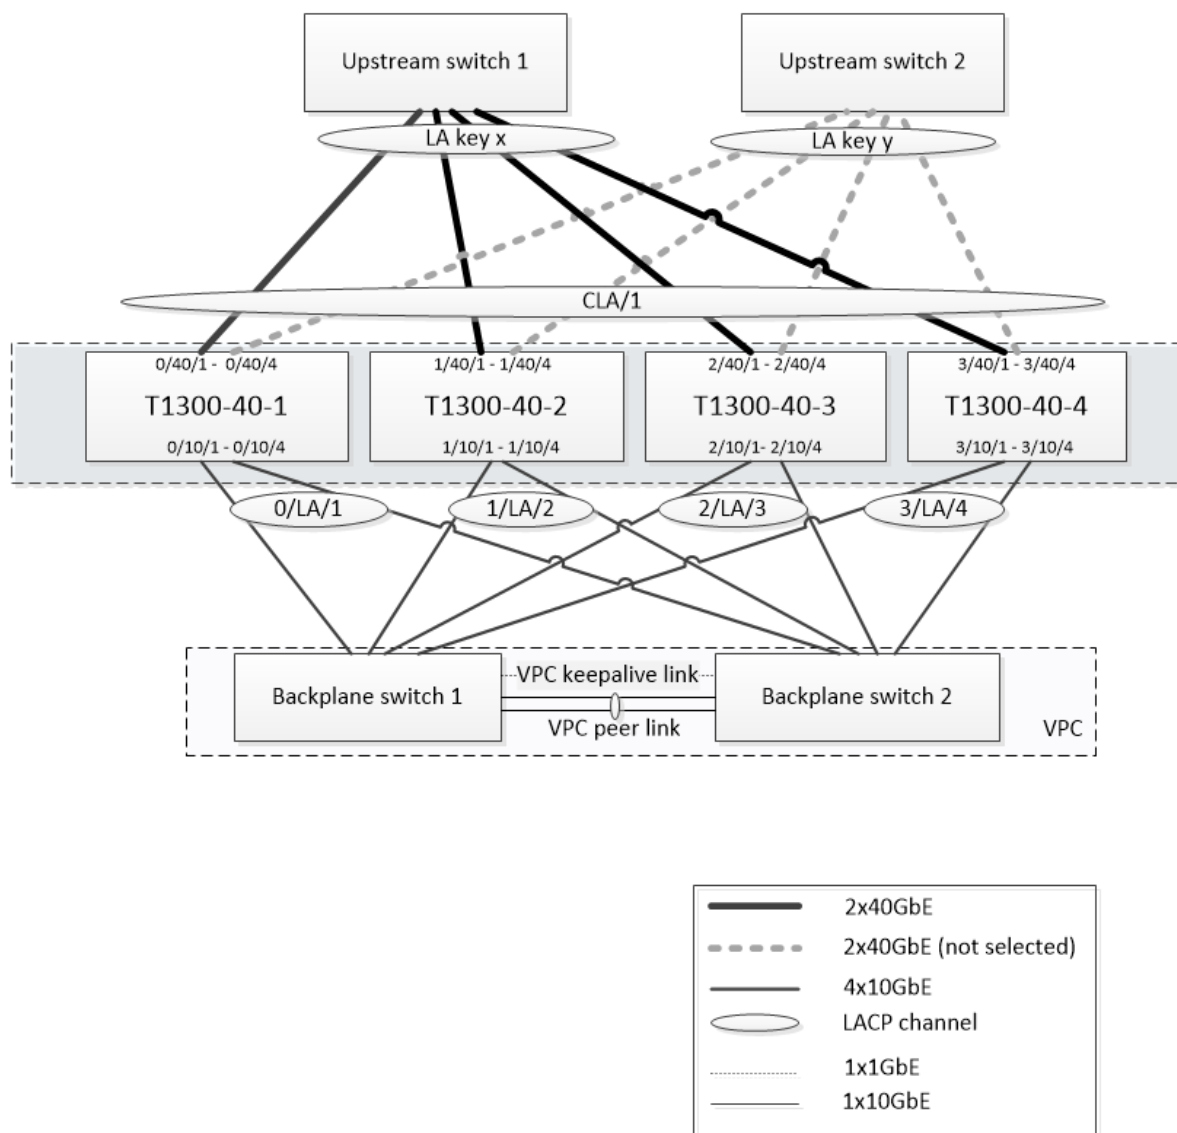 Upstream switch 1
Upstream switch 2
LA key x
LA key y
CLA/1
0/40/1 - 0/40/4
1/40/1 - 1/40/4
2/40/1 - 2/40/4
3/40/1 - 3/40/4
T1300-40-1
T1300-40-2
T1300-40-3
T1300-40-4
0/10/1 - 0/10/4
1/10/1 - 1/10/4
2/10/1- 2/10/4
3/10/1 - 3/10/4
0/LA/1
1/LA/2
2/LA/3
3/LA/4
Backplane switch 1
VPC keepalive link
VPC peer link
Backplane switch 2
VPC
2x40GbE
2x40GbE (not selected)
4x10GbE
LACP channel
1x1GbE
1x10GbE